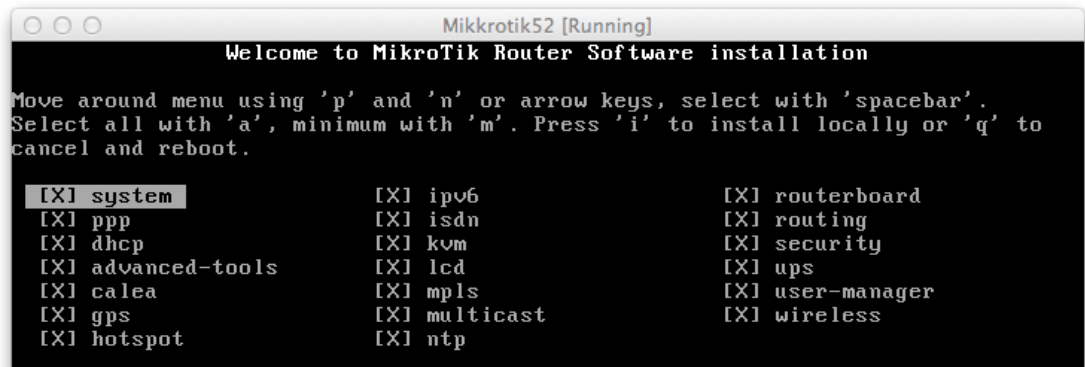 Mikkrotik52 [Running]
Welcome to MikroTik Router Software installation
Move around menu using 'p' and 'n' or arrow keys, select with 'spacebar'.
Select all with 'a', minimum with 'm'. Press 'i' to install locally or 'q' to
cancel and reboot.
[X] system [X] ipv6 [X] routerboard
[X] ppp [X] isdn [X] routing
[X] dhcp [X] kvm [X] security
[X] advanced-tools [X] lcd [X] ups
[X] calea [X] mpls [X] user-manager
[X] gps [X] multicast [X] wireless
[X] hotspot [X] ntp